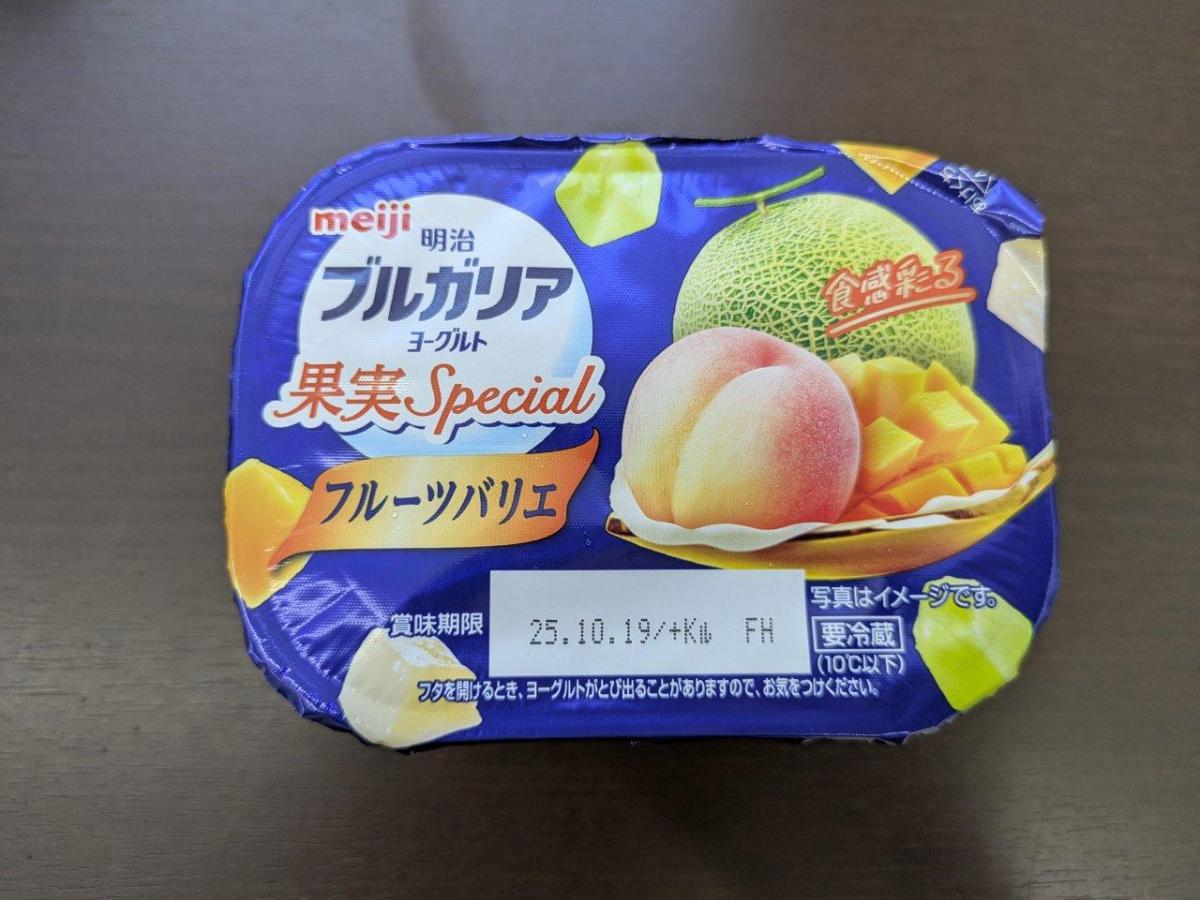 meiji
明治
ブルガリア
ヨーグルト
果実Special
フルーツバリエ
食感彩る
賞味期限
25.10.19/+Kル FH
写真はイメージです。
要冷蔵
(10℃以下)
フタを開けるとき、ヨーグルトがとび出ることがありますので、お気をつけください。